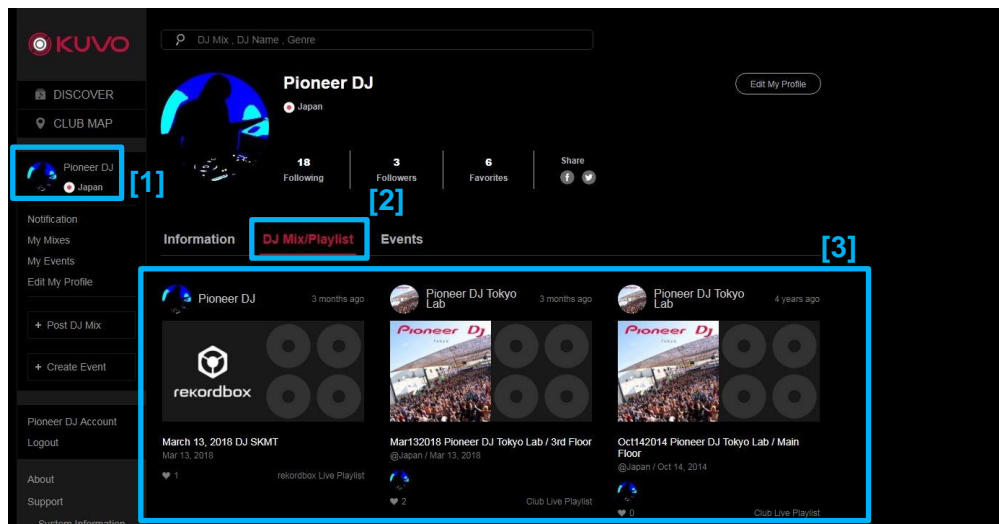 KUVO
DJ Mix , DJ Name , Genre
DISCOVER
CLUB MAP
Pioneer DJ
Japan
[1]
Notification
My Mixes
My Events
Edit My Profile
+ Post DJ Mix
+ Create Event
Pioneer DJ Account
Logout
About
Support
System Information
Pioneer DJ
Japan
Edit My Profile
18
Following
3
Followers
6
Favorites
Share
[2]
Information
DJ Mix/Playlist
Events
[3]
Pioneer DJ
3 months ago
rekordbox
March 13, 2018 DJ SKMT
Mar 13, 2018
1
rekordbox Live Playlist
Pioneer DJ Tokyo
Lab
3 months ago
Pioneer Dj
Tokyo
Mar132018 Pioneer DJ Tokyo Lab / 3rd Floor
@Japan / Mar 13, 2018
2
Club Live Playlist
Pioneer DJ Tokyo
Lab
4 years ago
Pioneer Dj
Tokyo
Oct142014 Pioneer DJ Tokyo Lab / Main
Floor
@Japan / Oct 14, 2014
0
Club Live Playlist